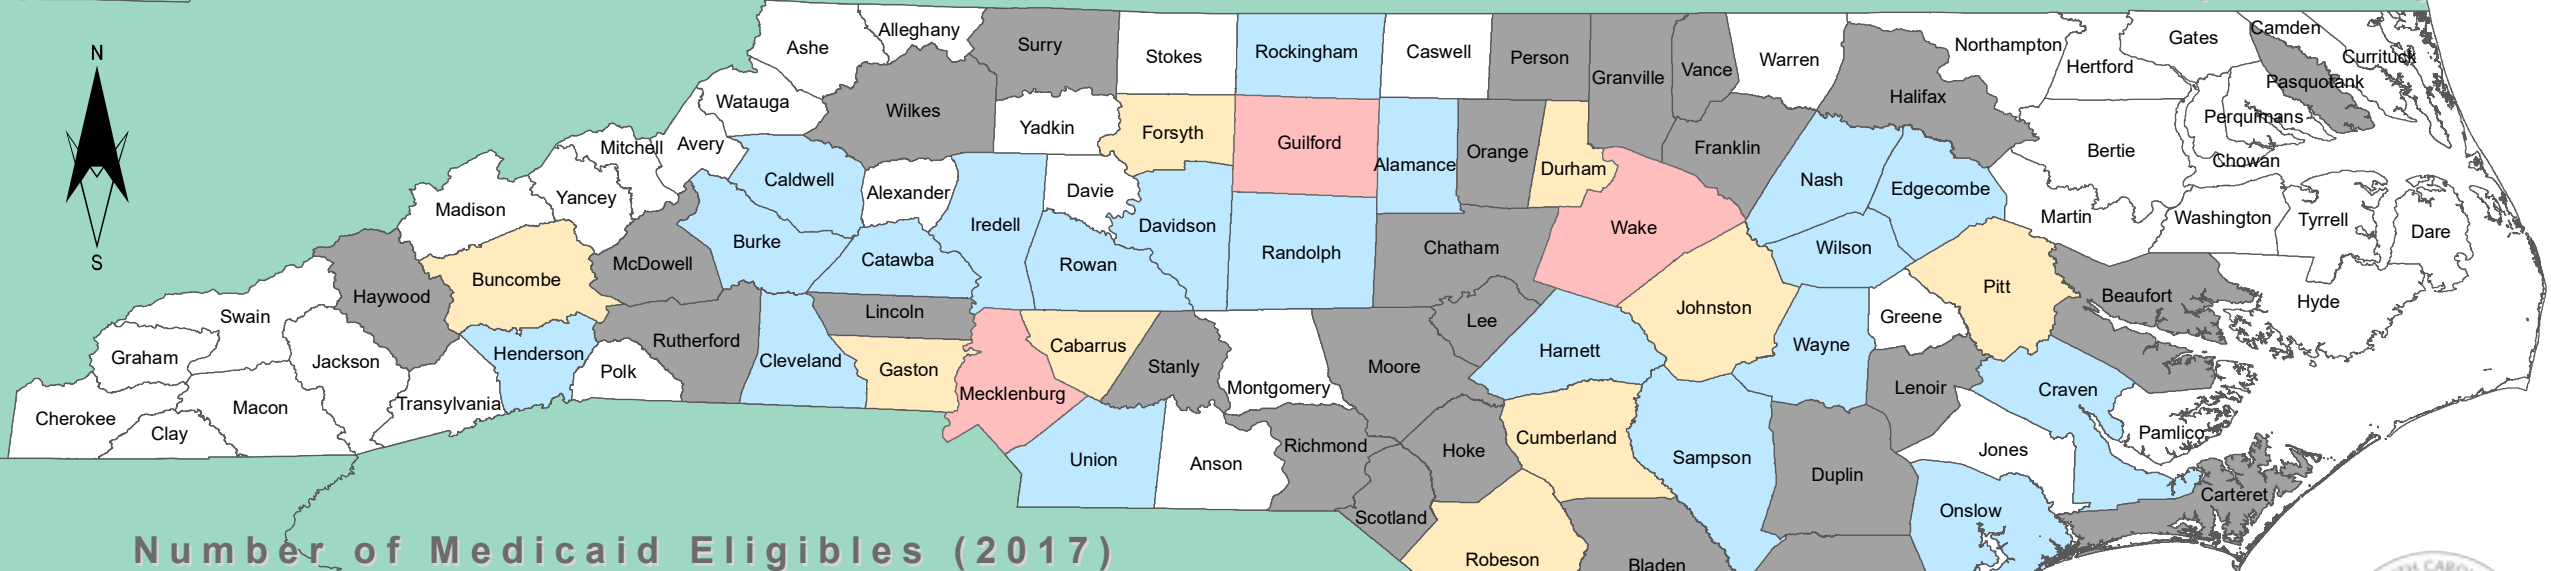 N
S
Ashe
Alleghany
Surry
Stokes
Rockingham
Caswell
Person
Granville
Vance
Warren
Northampton
Gates
Camden
Currituck
Hertford
Pasquotank
Halifax
Watauga
Wilkes
Yadkin
Forsyth
Guilford
Alamance
Orange
Durham
Franklin
Perquimans
Bertie
Chowan
Mitchell
Avery
Yancey
Caldwell
Alexander
Davie
Iredell
Davidson
Randolph
Nash
Edgecombe
Madison
Burke
Catawba
Rowan
Chatham
Wake
Wilson
Martin
Washington
Tyrrell
Dare
Buncombe
McDowell
Haywood
Swain
Lincoln
Lee
Johnston
Pitt
Beaufort
Hyde
Greene
Graham
Jackson
Henderson
Polk
Rutherford
Cleveland
Gaston
Cabarrus
Stanly
Moore
Harnett
Wayne
Mecklenburg
Montgomery
Lenoir
Craven
Cherokee
Clay
Macon
Transylvania
Union
Anson
Richmond
Hoke
Cumberland
Sampson
Duplin
Jones
Pamlico
Scotland
Robeson
Bladen
Onslow
Carteret
Number of Medicaid Eligibles (2017)